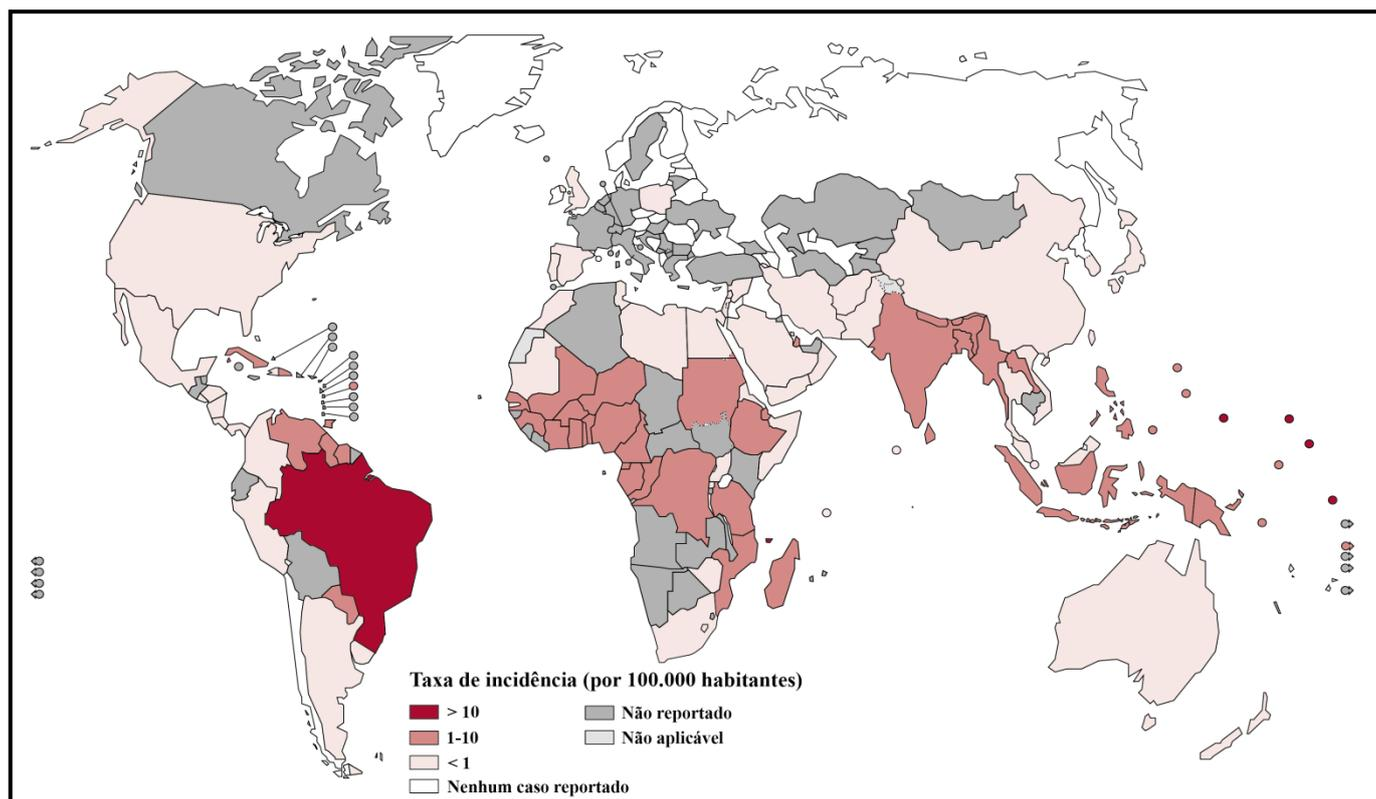 Taxa de incidência (por 100.000 habitantes)
> 10
1-10
< 1
Nenhum caso reportado
Não reportado
Não aplicável